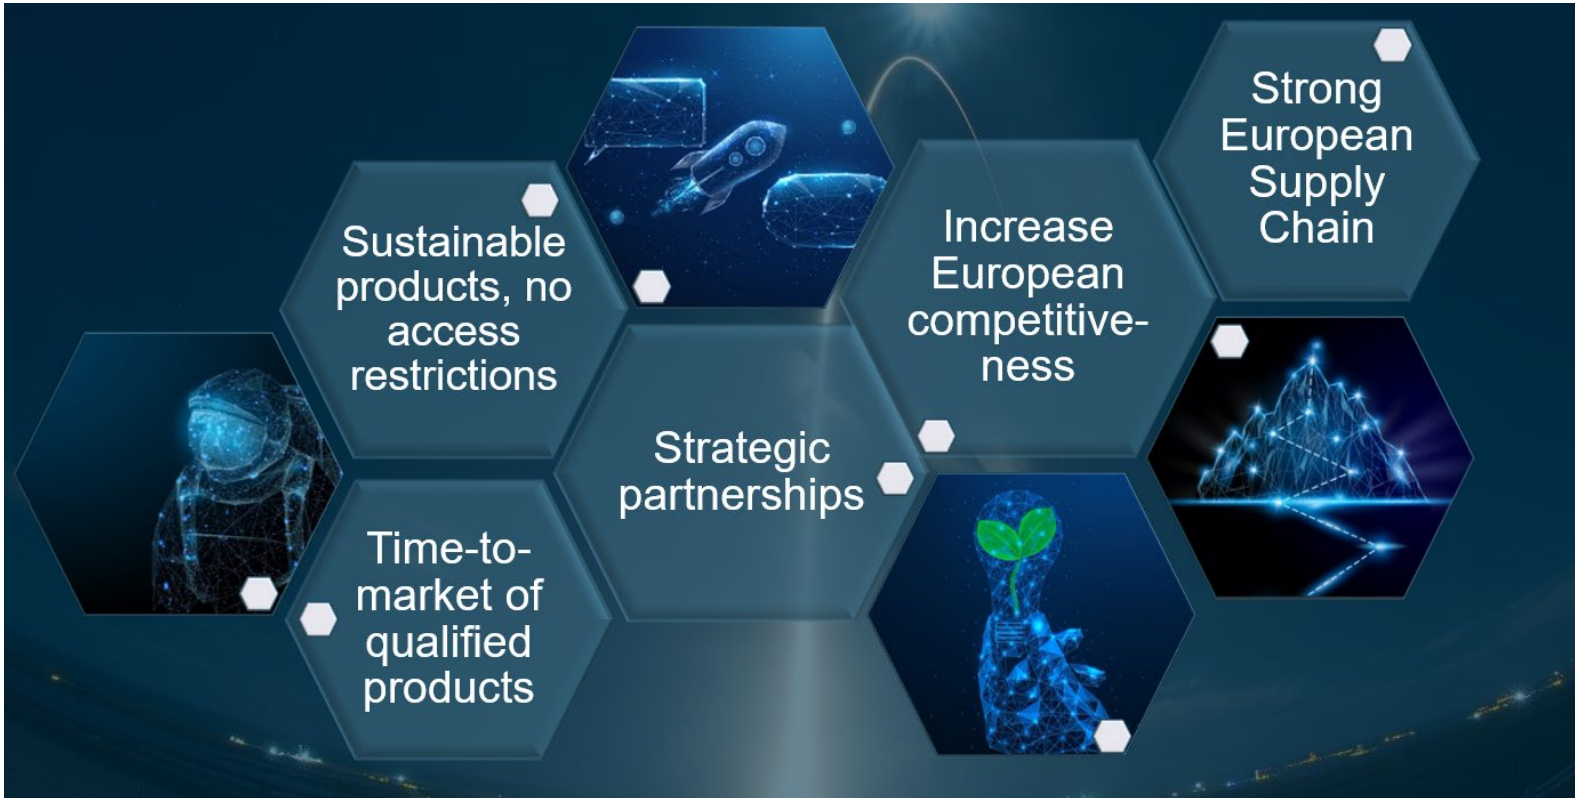 Sustainable
products, no
access
restrictions
Time-to-
market of
qualified
products
Strategic
partnerships
Increase
European
competitive-
ness
Strong
European
Supply
Chain